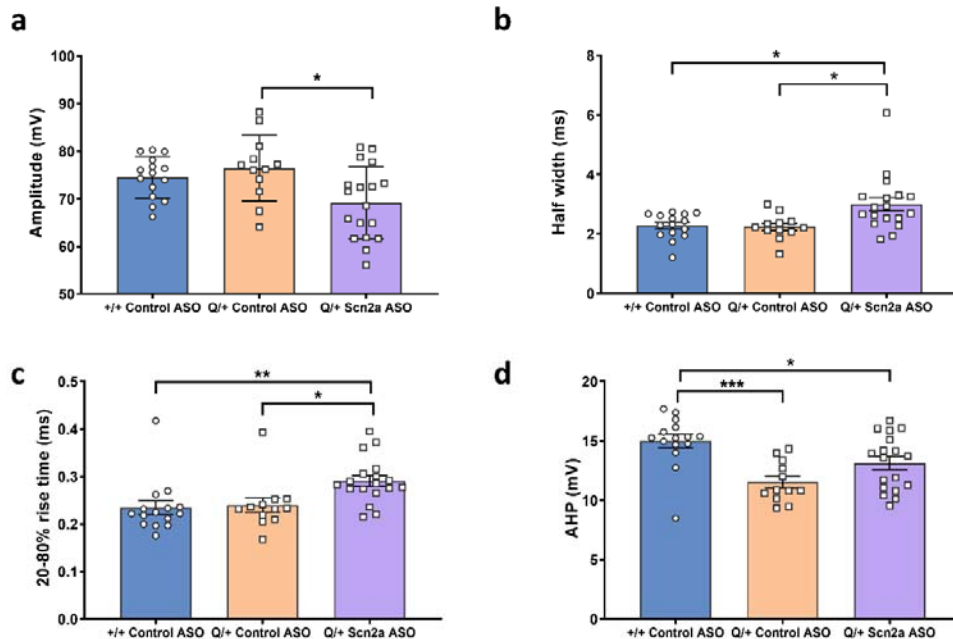 a
100
90
80
70
60
50
Amplitude (mV)
*
+/+ Control ASO Q/+ Control ASO Q/+ Scn2a ASO
b
8
6
4
2
0
Half width (ms)
*
*
+/+ Control ASO Q/+ Control ASO Q/+ Scn2a ASO
c
0.5
0.4
0.3
0.2
0.1
0.0
20-80% rise time (ms)
**
*
+/+ Control ASO Q/+ Control ASO Q/+ Scn2a ASO
d
20
15
10
5
0
AHP (mV)
*
***
+/+ Control ASO Q/+ Control ASO Q/+ Scn2a ASO